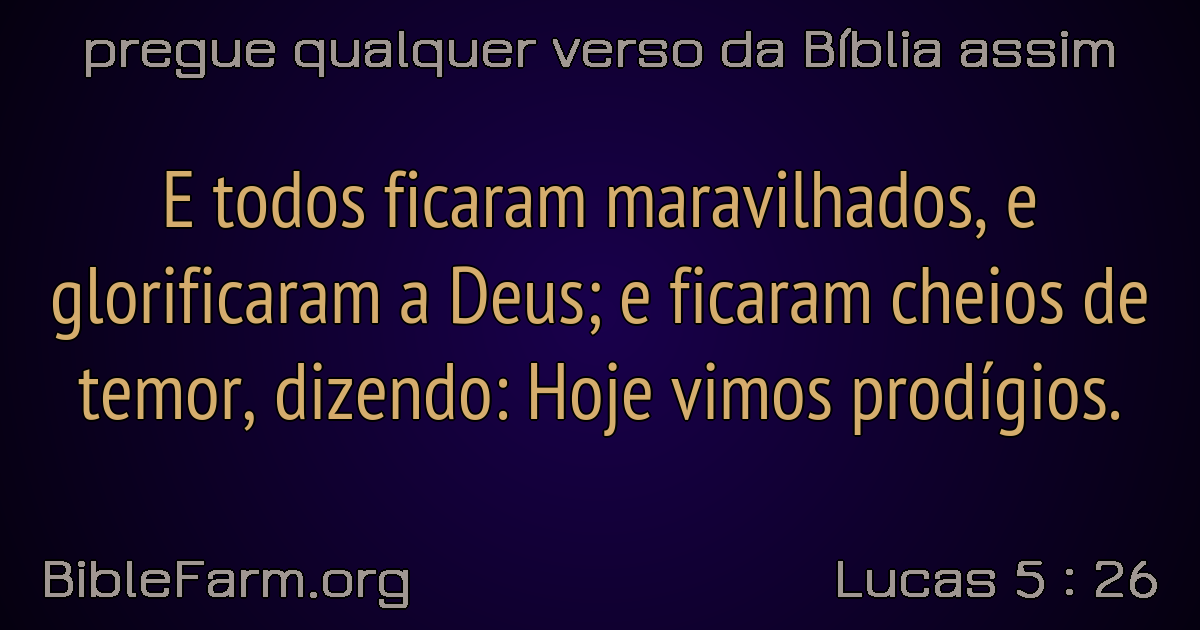 pregue qualquer verso da Bíblia assim
E todos ficaram maravilhados, e
glorificaram a Deus; e ficaram cheios de
temor, dizendo: Hoje vimos prodígios.
BibleFarm.org
Lucas 5 : 26